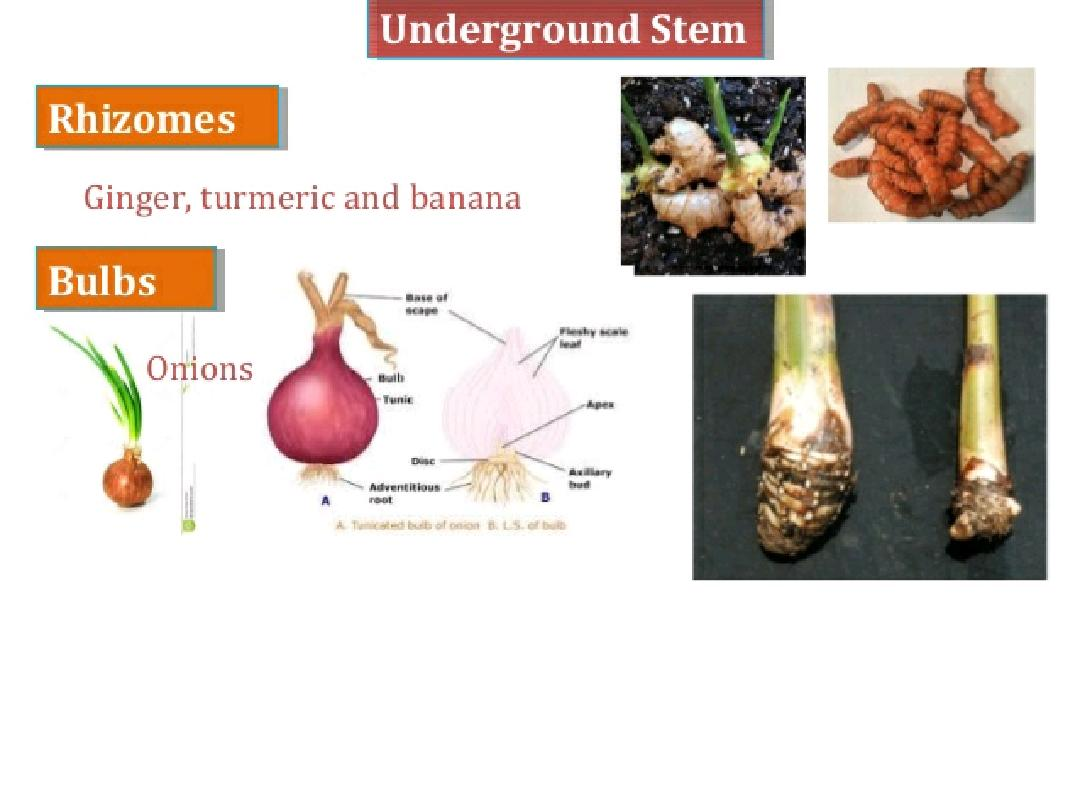 Underground Stem
Rhizomes
Ginger, turmeric and banana
Bulbs
Onions
Base of
scape
Fleshy scale
leaf
Bulb
Tunic
Apex
Disc
Axillary
bud
Adventitious
root
A
B
A. Tunicated bulb of onion B. L.S. of bulb